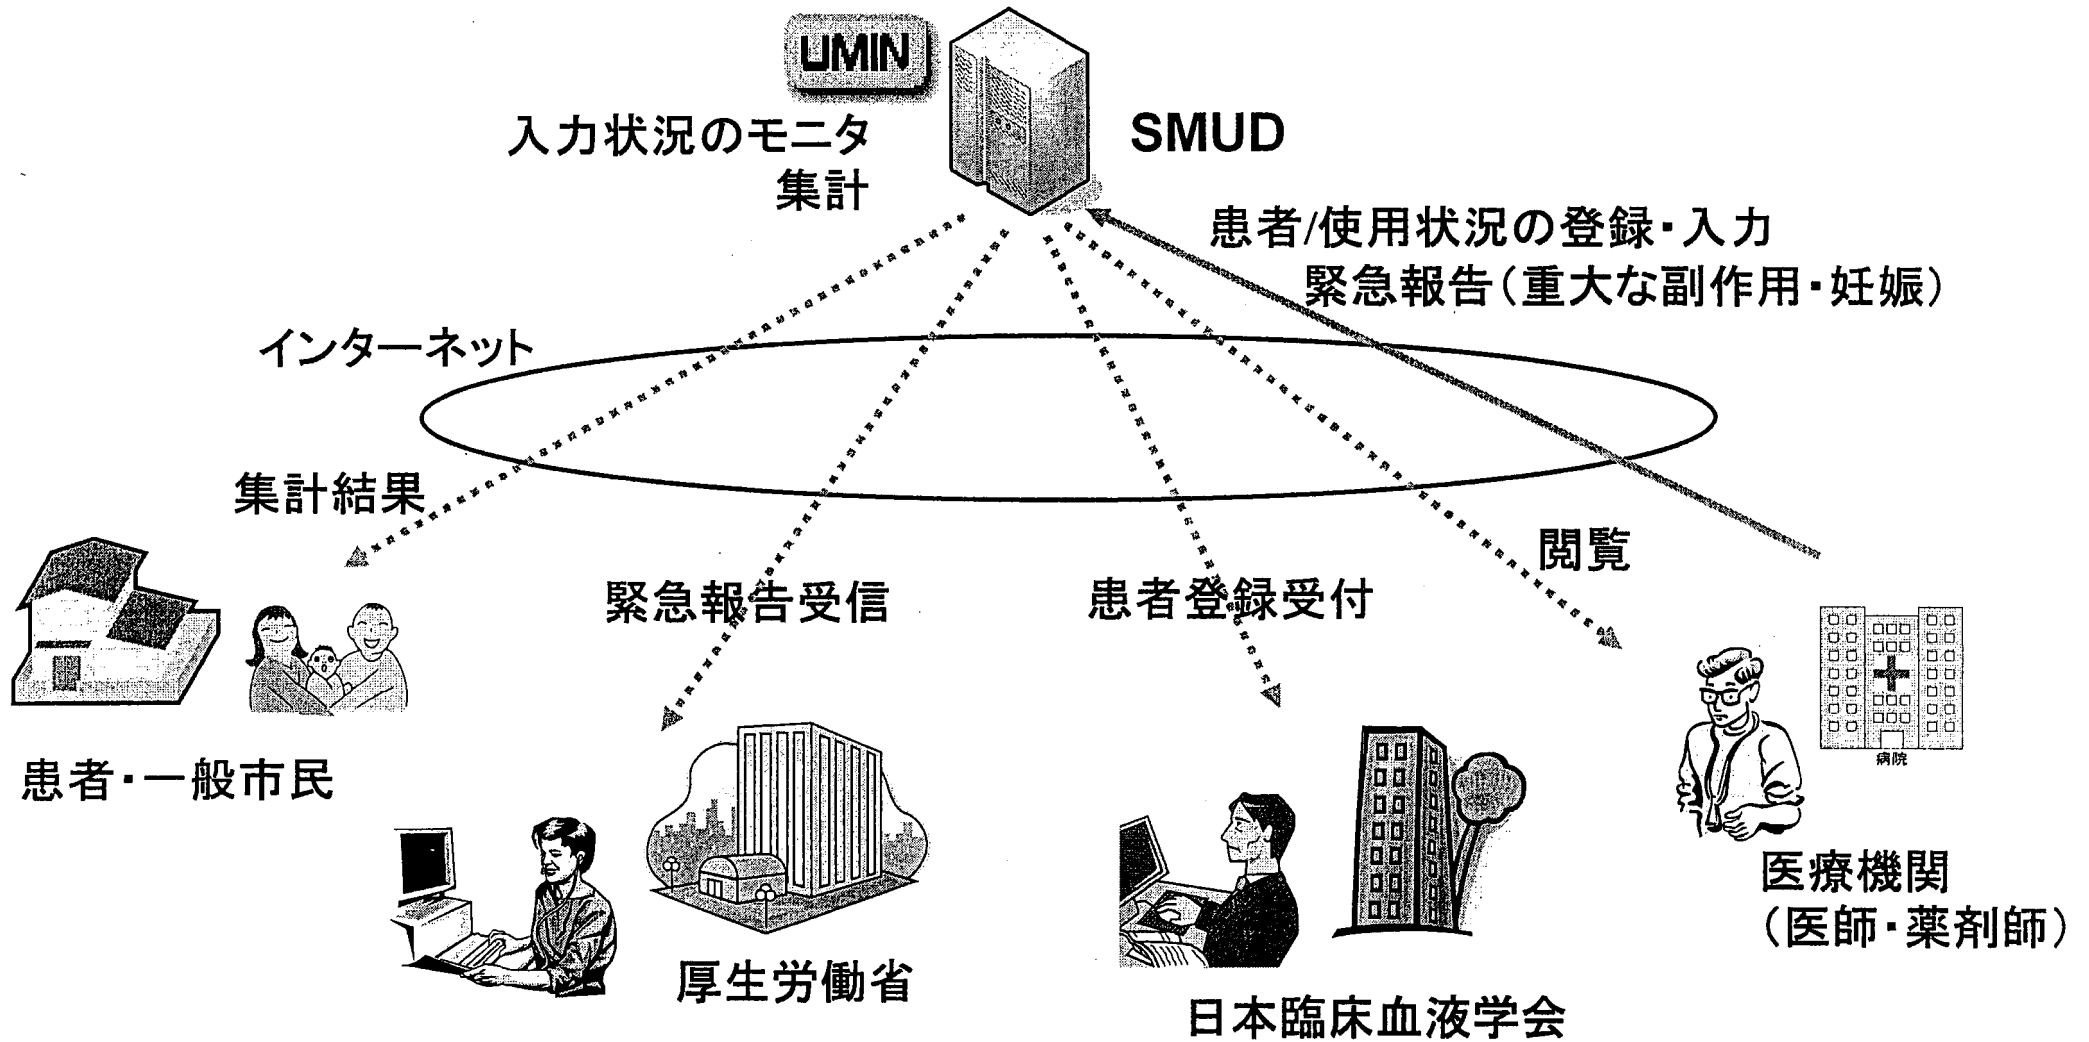 UMIN
入力状況のモニタ
集計
SMUD
患者/使用状況の登録・入力
緊急報告(重大な副作用・妊娠)
インターネット
集計結果
閲覧
緊急報告受信
患者登録受付
患者・一般市民
病院
医療機関
(医師・薬剤師)
厚生労働省
日本臨床血液学会